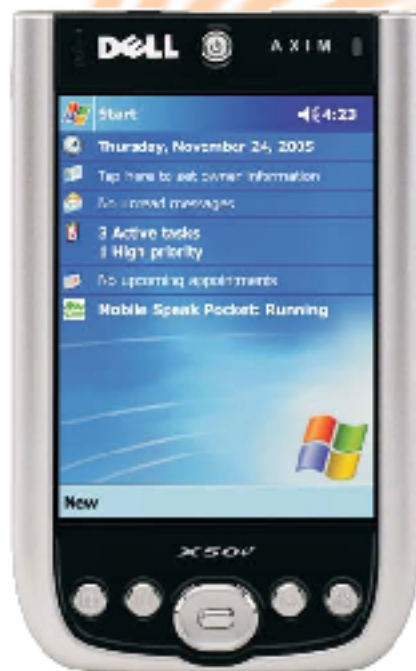 DELL AXIM
Start 4:23
Thursday, November 24, 2005
Tap here to set owner information
No unread messages
3 Active tasks
1 High priority
No upcoming appointments
Mobile Speak Pocket: Running
New
X50v